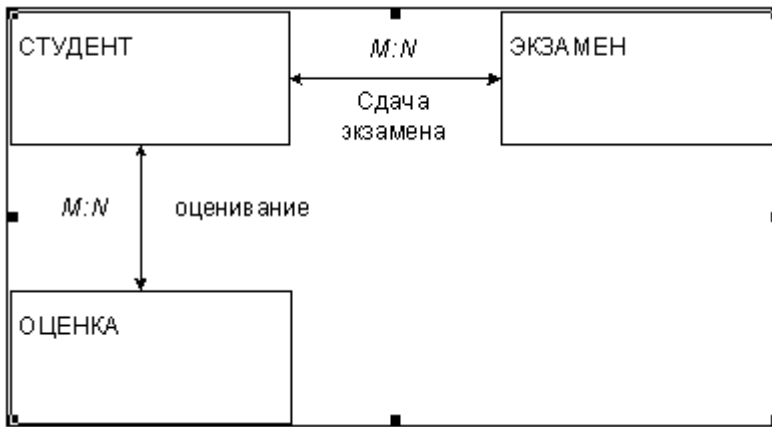 СТУДЕНТ
M:N
ЭКЗАМЕН
Сдача
экзамена
M:N
оценивание
ОЦЕНКА